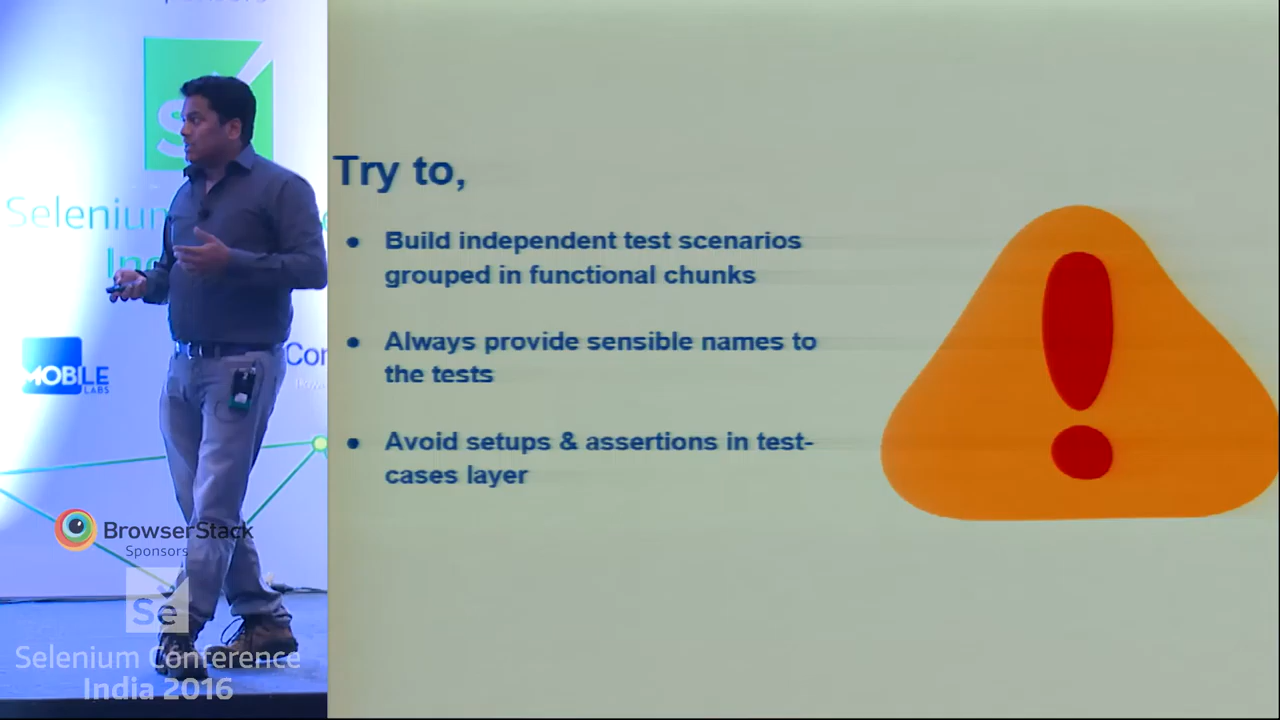 Selenium
MOBILE
LABS
BrowserStack
Sponsors
Se
Selenium Conference
India 2016
Try to,
● Build independent test scenarios
grouped in functional chunks
● Always provide sensible names to
the tests
● Avoid setups & assertions in test-
cases layer